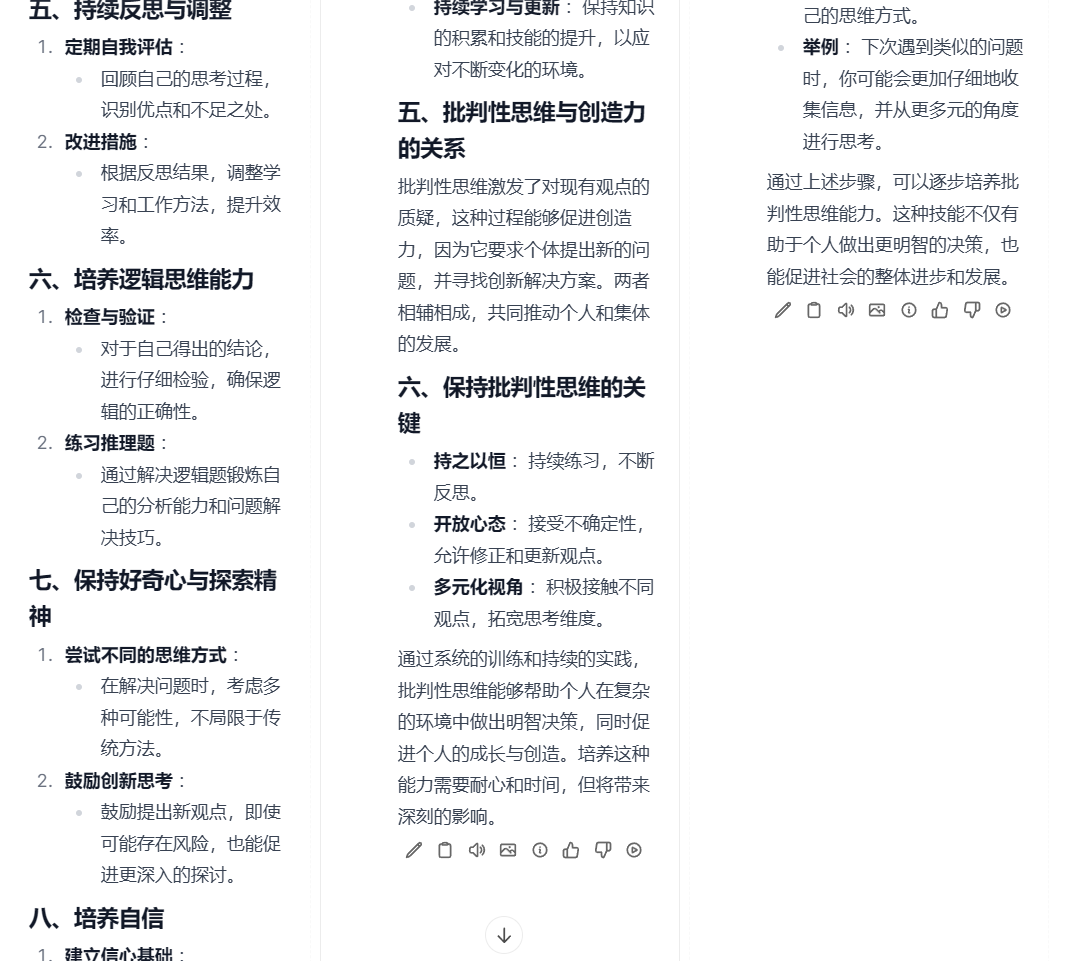 五、持续反思与调整
1. 定期自我评估：
回顾自己的思考过程，
识别优点和不足之处。
2. 改进措施：
根据反思结果，调整学
习和工作方法，提升效
率。
六、培养逻辑思维能力
1. 检查与验证：
对于自己得出的结论，
进行仔细检验，确保逻
辑的正确性。
2. 练习推理题：
通过解决逻辑题锻炼自
己的分析能力和问题解
决技巧。
七、保持好奇心与探索精
神
1. 尝试不同的思维方式：
在解决问题时，考虑多
种可能性，不局限于传
统方法。
2. 鼓励创新思考：
鼓励提出新观点，即使
可能存在风险，也能促
进更深入的探讨。
八、培养自信
1. 建立信心基础：
持续学习与更新：保持知识
的积累和技能的提升，以应
对不断变化的环境。
五、批判性思维与创造力
的关系
批判性思维激发了对现有观点的
质疑，这种过程能够促进创造
力，因为它要求个体提出新的问
题，并寻找创新解决方案。两者
相辅相成，共同推动个人和集体
的发展。
六、保持批判性思维的关
键
持之以恒：持续练习，不断
反思。
开放心态：接受不确定性，
允许修正和更新观点。
多元化视角：积极接触不同
观点，拓宽思考维度。
通过系统的训练和持续的实践，
批判性思维能够帮助个人在复杂
的环境中做出明智决策，同时促
进个人的成长与创造。培养这种
能力需要耐心和时间，但将带来
深刻的影响。
己的思维方式。
举例：下次遇到类似的问题
时，你可能会更加仔细地收
集信息，并从更多元的角度
进行思考。
通过上述步骤，可以逐步培养批
判性思维能力。这种技能不仅有
助于个人做出更明智的决策，也
能促进社会的整体进步和发展。